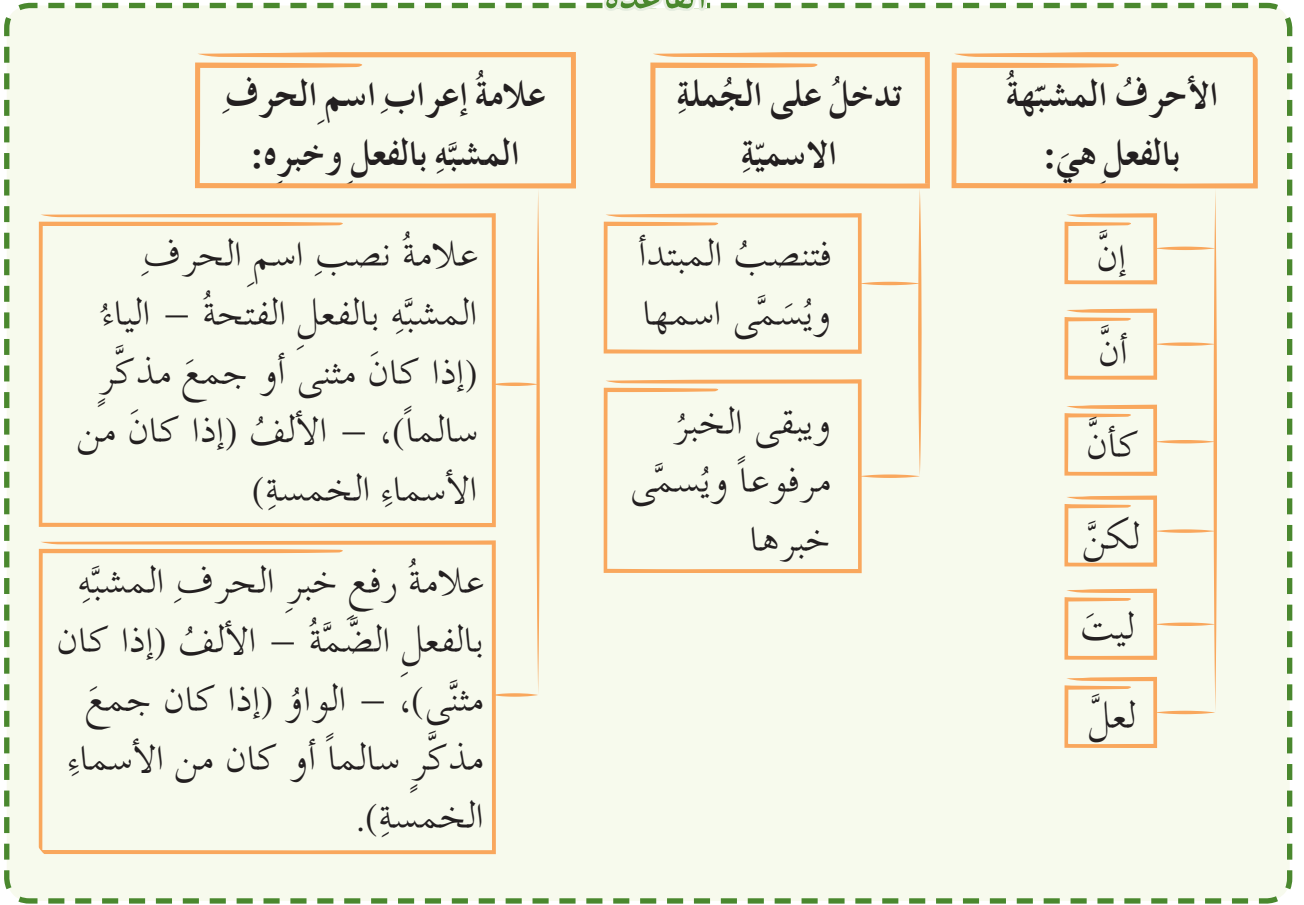 القاعدة
الأحرفُ المشبّهةُ
بالفعلِ هيَ:
إنَّ
أنَّ
كأنَّ
لكنَّ
ليتَ
لعلَّ
تدخلُ على الجُملةِ
الاسميّةِ
فتنصبُ المبتدأ
ويُسَمَّى اسمها
ويبقى الخبرُ
مرفوعاً ويُسمَّى
خبرها
علامةُ إعرابِ اسمِ الحرفِ
المشبَّهِ بالفعلِ وخبرِه:
علامةُ نصبِ اسمِ الحرفِ
المشبَّهِ بالفعلِ الفتحةُ – الياءُ
(إذا كانَ مثنى أو جمعَ مذكَّرٍ
سالماً)، – الألفُ (إذا كانَ من
الأسماءِ الخمسةِ)
علامةُ رفعِ خبرِ الحرفِ المشبَّهِ
بالفعلِ الضَّمَّةُ – الألفُ (إذا كان
مثنَّى)، – الواوُ (إذا كان جمعَ
مذكَّرٍ سالماً أو كان من الأسماءِ
الخمسةِ).